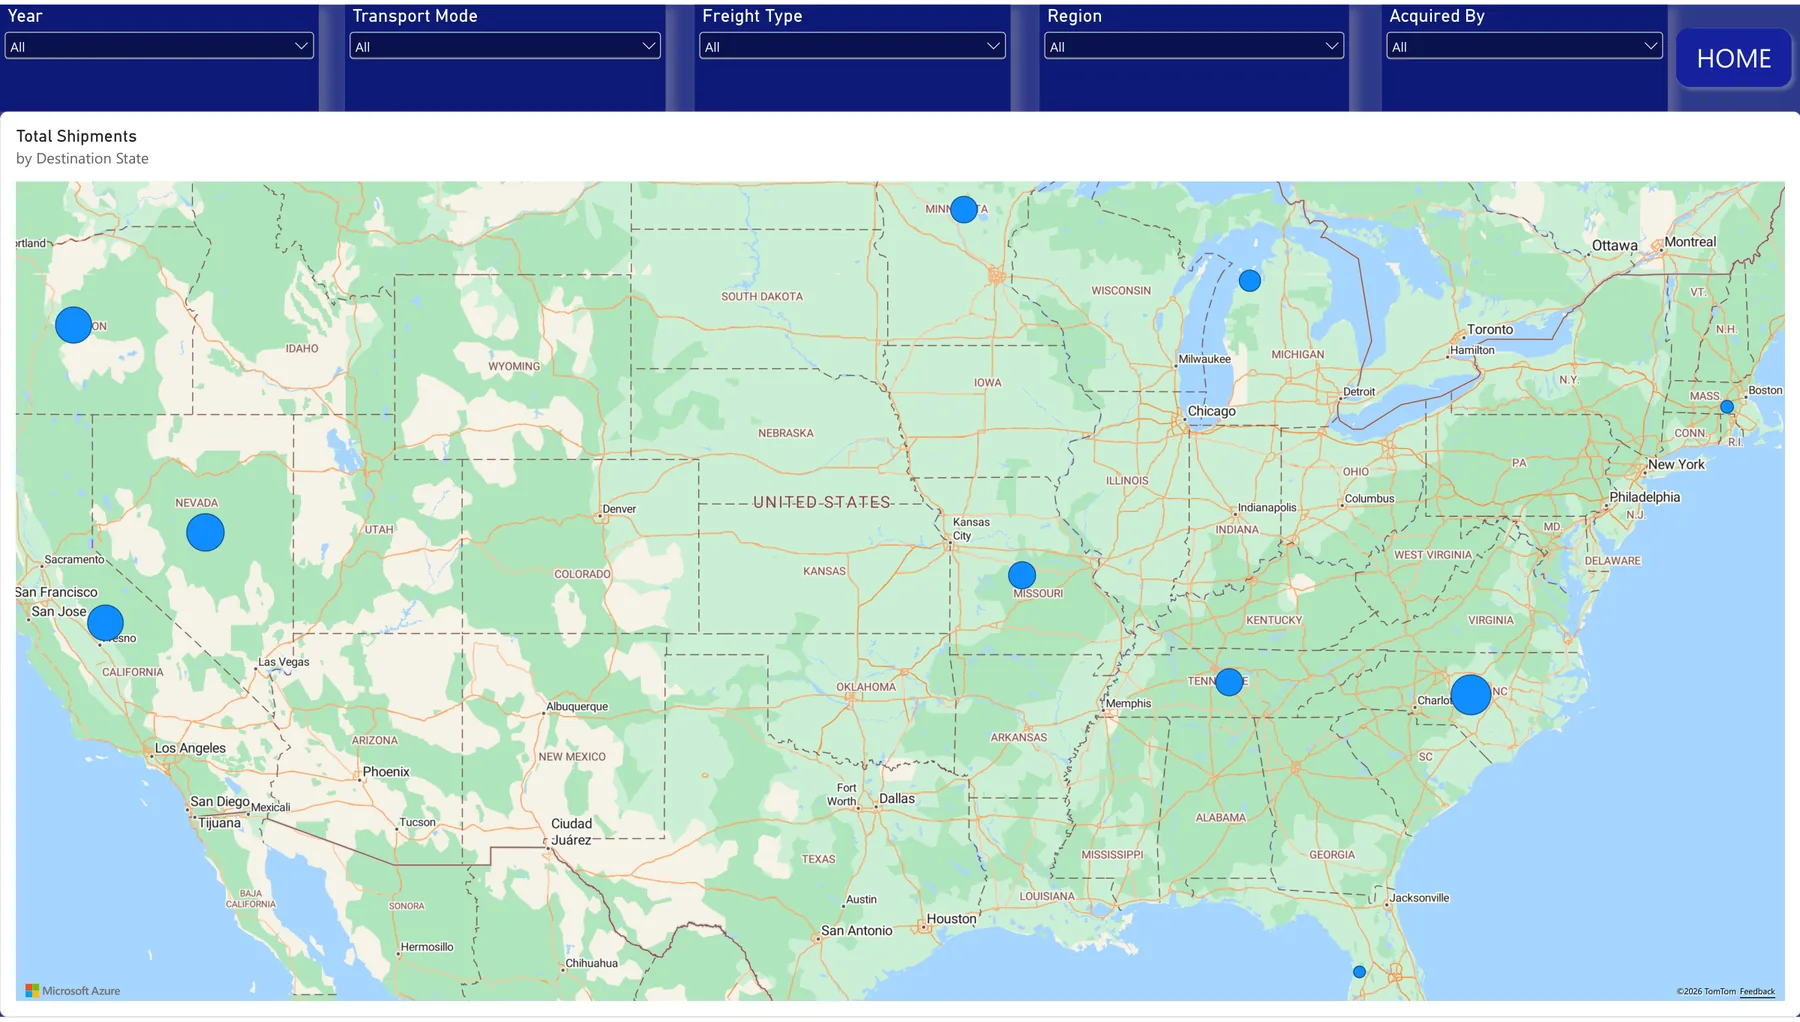 Year
Transport Mode
Freight Type
Region
Acquired By
All
All
All
All
All
HOME
Total Shipments
by Destination State
MINN
TA
rtland
Ottawa
Montreal
SOUTH DAKOTA
WISCONSIN
VT.
ON
IDAHO
WYOMING
Toronto
N.H.
Hamilton
Milwaukee
MICHIGAN
IOWA
N.Y.
Detroit
MASS.
Boston
Chicago
NEBRASKA
CONN.
R.I.
OHIO
PA
New York
ILLINOIS
NEVADA
UNITED STATES
Columbus
Philadelphia
Denver
Indianapolis
N.J.
UTAH
Kansas
City
INDIANA
MD.
Sacramento
WEST VIRGINIA
DELAWARE
COLORADO
KANSAS
San Francisco
MISSOURI
San Jose
KENTUCKY
VIRGINIA
esno
Las Vegas
CALIFORNIA
OKLAHOMA
TENN
E
NC
Albuquerque
Memphis
Charlo
ARIZONA
ARKANSAS
Los Angeles
NEW MEXICO
SC
Phoenix
San Diego
Mexicali
Fort
Worth
Dallas
Tijuana
Tucson
Ciudad
Juárez
ALABAMA
TEXAS
MISSISSIPPI
GEORGIA
BAJA
CALIFORNIA
SONORA
Austin
LOUISIANA
Jacksonville
Houston
San Antonio
Hermosillo
Chihuahua
Microsoft Azure
©2026 TomTom Feedback